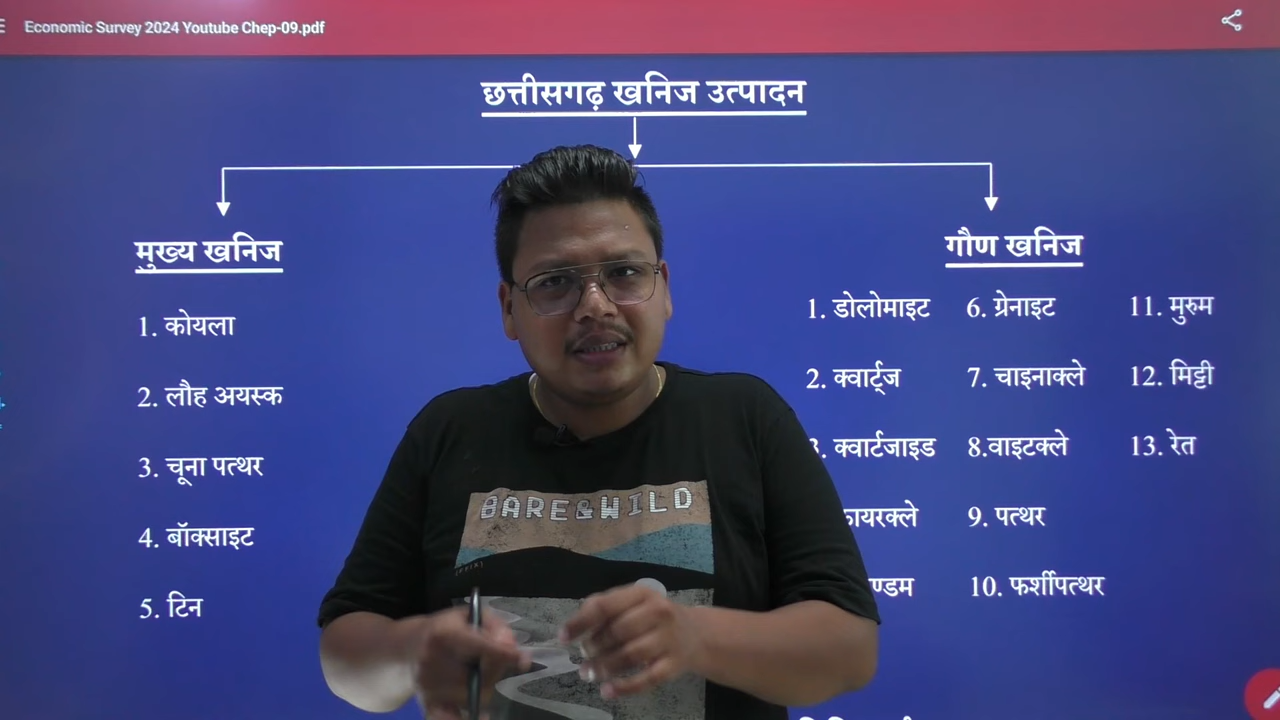 Economic Survey 2024 Youtube Chep-09.pdf
छत्तीसगढ़ खनिज उत्पादन
मुख्य खनिज
1. कोयला
2. लौह अयस्क
3. चूना पत्थर
4. बॉक्साइट
5. टिन
गौण खनिज
1. डोलोमाइट
2. क्वार्ट्ज
3. क्वार्टजाइड
6. ग्रेनाइट
7. चाइनाक्ले
8.वाइटक्ले
9. पत्थर
10. फर्शीपत्थर
11. मुरुम
12. मिट्टी
13. रेत
BARE&WILD